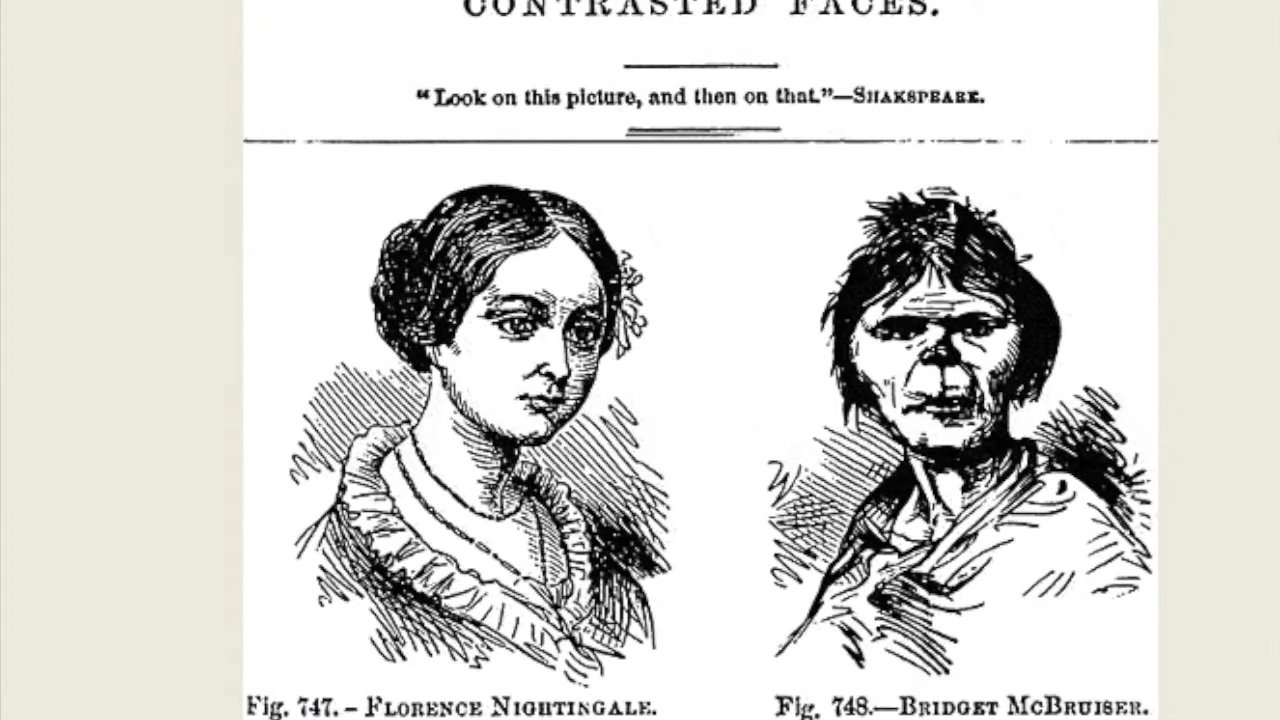 CONTRASTED FACES.
“Look on this picture, and then on that.”—SHAKSPEARE.
Fig. 747. – FLORENCE NIGHTINGALE.
Fig. 748.—BRIDGET McBRUISER.